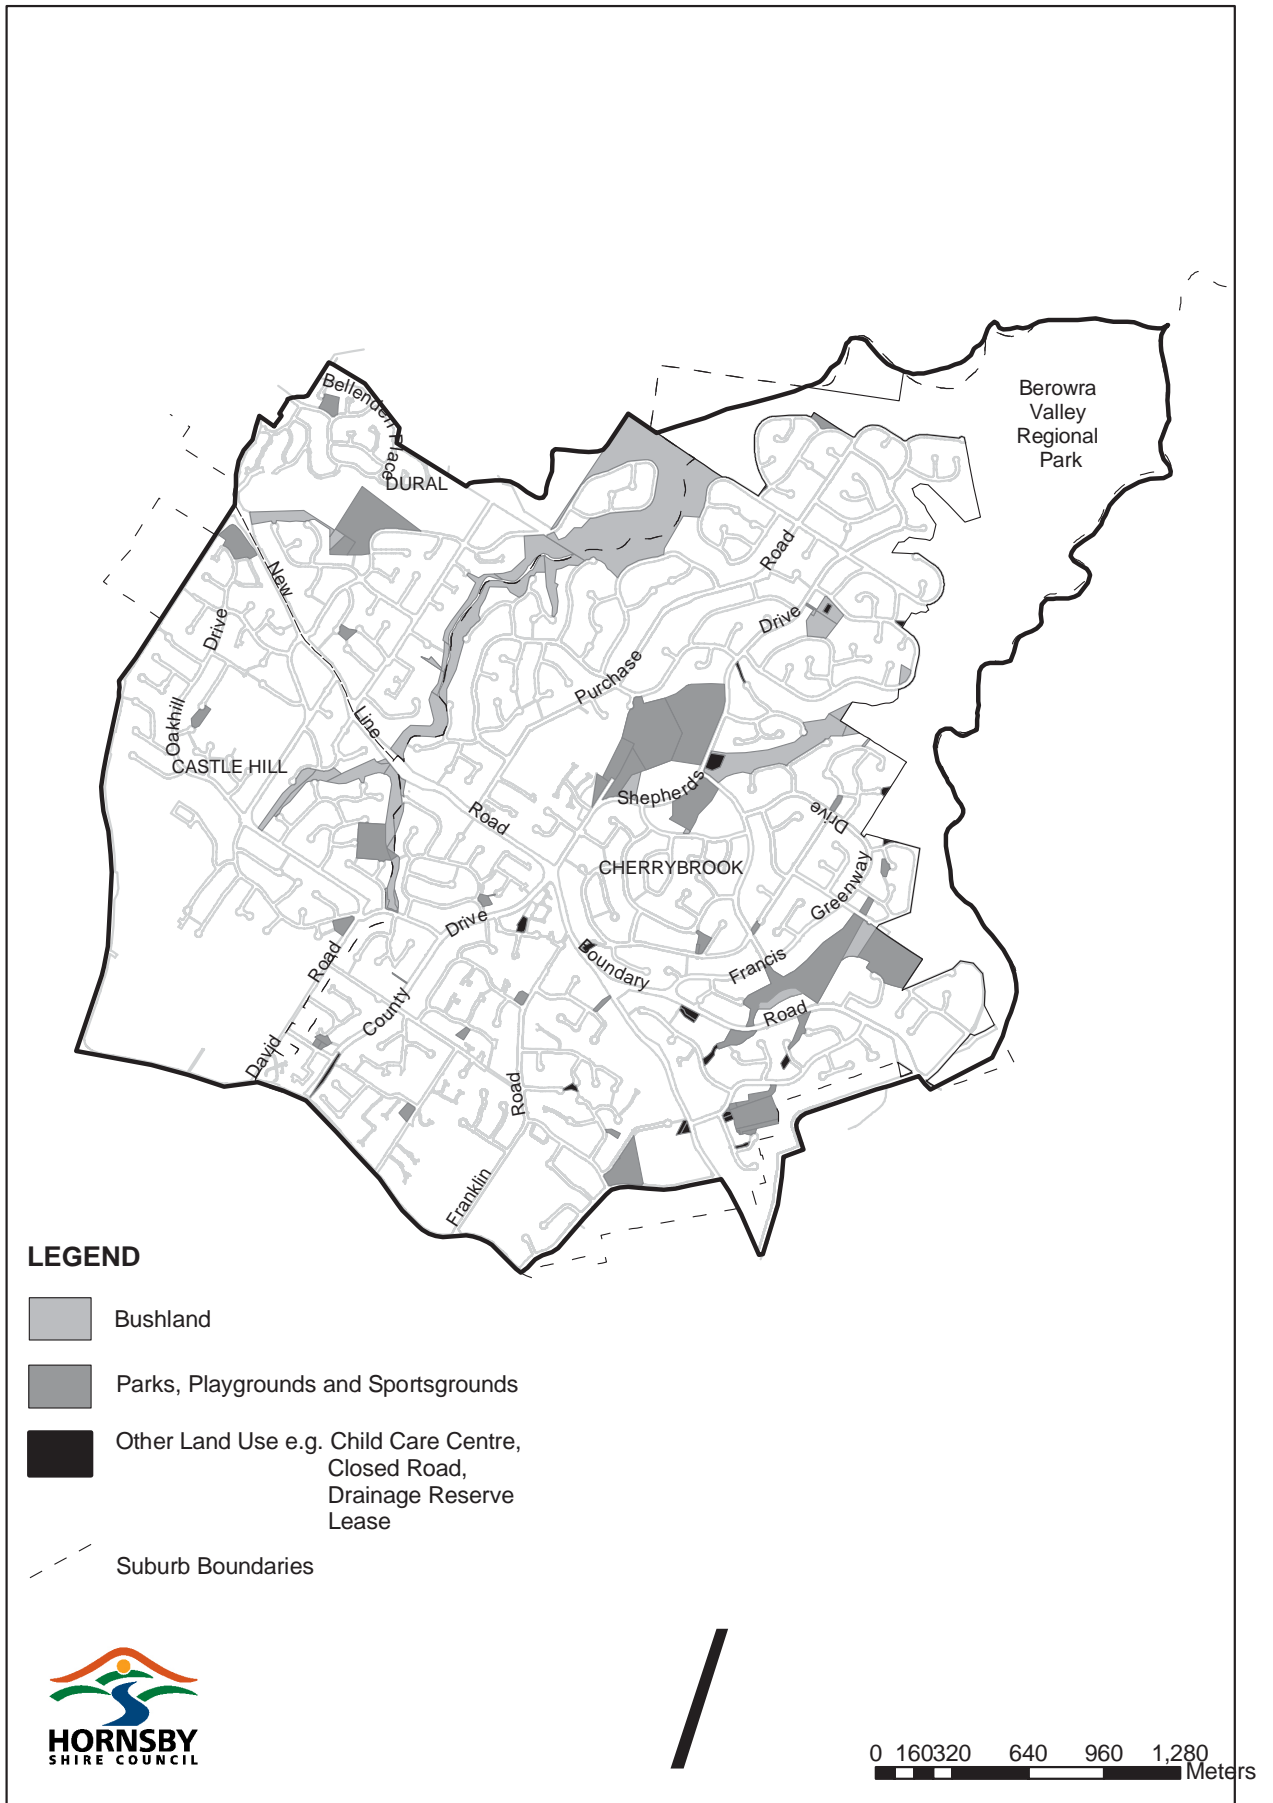 Berowra
Valley
Regional
Park
Bellenden Place
DURAL
New
Road
Drive
Drive
Purchase
Oakhill
Line
CASTLE HILL
Shepherds
Road
Drive
CHERRYBROOK
Greenway
Drive
Road
Boundary
Francis
County
Road
David
Road
Franklin
LEGEND
Bushland
Parks, Playgrounds and Sportsgrounds
Other Land Use e.g. Child Care Centre,
Closed Road,
Drainage Reserve
Lease
Suburb Boundaries
HORNSBY
SHIRE COUNCIL
0 160320 640 960 1,280
Meters